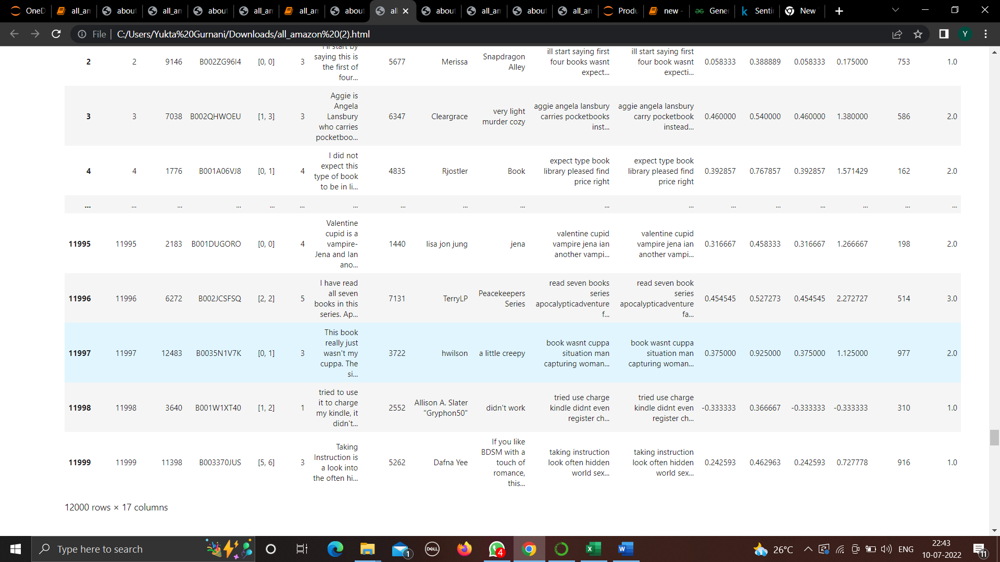 OneD all_an about all_an about all_an all_an about all about all_an about all_an Produ new - Gene Senti New
File C:/Users/Yukta%20Gurnani/Downloads/all_amazon%20(2).html Y
I'll start by
saying this is
the first of
four...
2 2 9146 B002ZG96I4 [0, 0] 3 5677 Merissa
Snapdragon
Alley
ill start saying first
four books wasnt
expect...
ill start saying first
four book wasnt
expecti...
0.058333 0.388889 0.058333 0.175000 753 1.0
3 3 7038 B002QHWOEU [1, 3] 3
Aggie is
Angela
Lansbury
who carries
pocketboo...
6347 Cleargrace
very light
murder cozy
aggie angela lansbury
carries pocketbooks
inst...
aggie angela lansbury
carry pocketbook
instead...
0.460000 0.540000 0.460000 1.380000 586 2.0
4 4 1776 B001A06VJ8 [0, 1] 4
I did not
expect this
type of book
to be in li...
4835 Rjostler Book
expect type book
library pleased find
price right
expect type book
library pleased find
price right
0.392857 0.767857 0.392857 1.571429 162 2.0
... ... ... ... ... ... ... ... ... ... ... ... ... ... ... ... ... ...
11995 11995 2183 B001DUGORO [0, 0] 4
Valentine
cupid is a
vampire-
Jena and Ian
ano...
1440 lisa jon jung jena
valentine cupid
vampire jena ian
another vampi...
valentine cupid
vampire jena ian
another vampi...
0.316667 0.458333 0.316667 1.266667 198 2.0
11996 11996 6272 B002JCSFSQ [2, 2] 5
I have read
all seven
books in this
series. Ap...
7131 TerryLP
Peacekeepers
Series
read seven books
series
apocalypticadventure
f...
read seven book
series
apocalypticadventure
fa...
0.454545 0.527273 0.454545 2.272727 514 3.0
11997 11997 12483 B0035N1V7K [0, 1] 3
This book
really just
wasn't my
cuppa. The
si...
3722 hwilson a little creepy
book wasnt cuppa
situation man
capturing woman...
book wasnt cuppa
situation man
capturing woman...
0.375000 0.925000 0.375000 1.125000 977 2.0
11998 11998 3640 B001W1XT40 [1, 2] 1
tried to use
it to charge
my kindle, it
didn't...
2552
Allison A. Slater
"Gryphon50"
didn't work
tried use charge
kindle didnt even
register ch...
tried use charge
kindle didnt even
register ch...
-0.333333 0.366667 -0.333333 -0.333333 310 1.0
11999 11999 11398 B003370JUS [5, 6] 3
Taking
Instruction is
a look into
the often hi...
5262 Dafna Yee
If you like
BDSM with a
touch of
romance,
this...
taking instruction
look often hidden
world sex...
taking instruction
look often hidden
world sex...
0.242593 0.462963 0.242593 0.727778 916 1.0
12000 rows × 17 columns
Type here to search 1 DELL 4 26°C ENG 22:43
10-07-2022
11